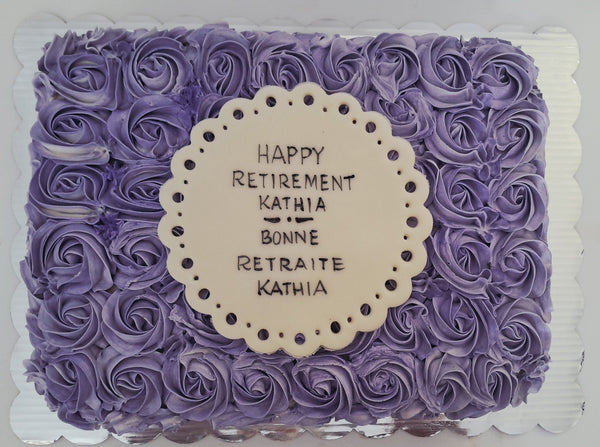 HAPPY
RETIREMENT
KATHIA
BONNE
RETRAITE
KATHIA